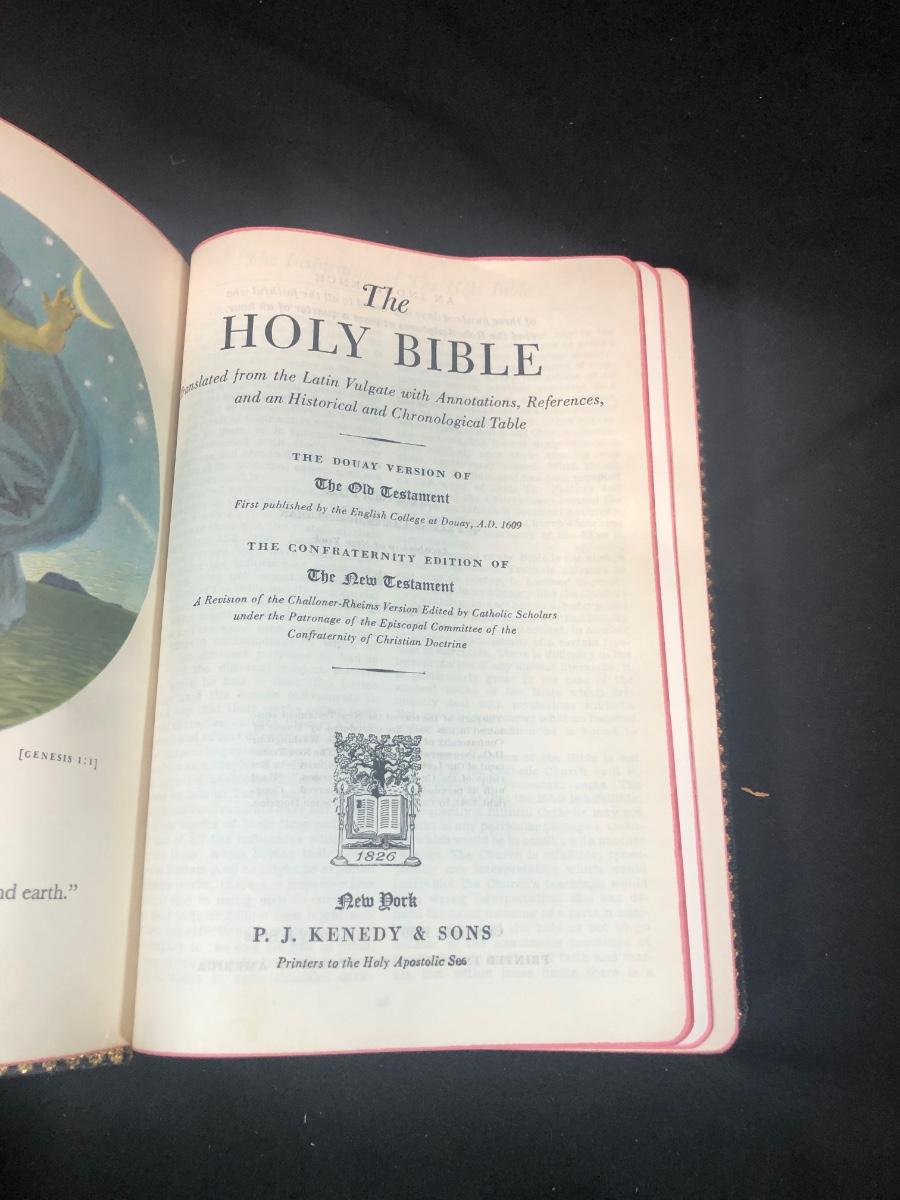 [GENESIS 1:1]
nd earth."
The
HOLY BIBLE
Translated from the Latin Vulgate with Annotations, References,
and an Historical and Chronological Table
THE DOUAY VERSION OF
The Old Testament
First published by the English College at Douay, A.D. 1609
THE CONFRATERNITY EDITION OF
The New Testament
A Revision of the Challoner-Rheims Version Edited by Catholic Scholars
under the Patronage of the Episcopal Committee of the
Confraternity of Christian Doctrine
1826
New York
P. J. KENEDY & SONS
Printers to the Holy Apostolic See